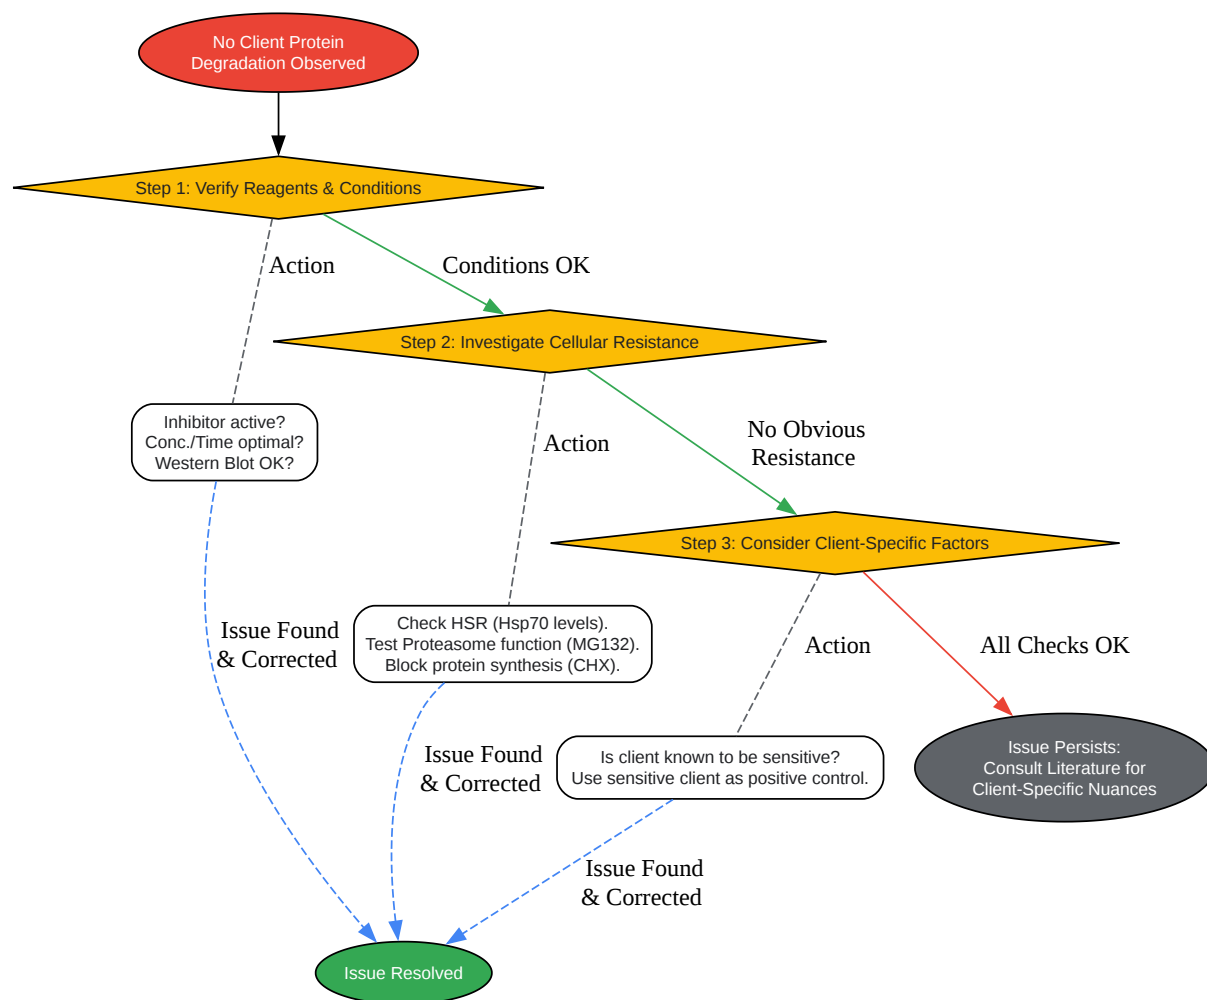 No Client Protein
Degradation Observed
Step 1: Verify Reagents & Conditions
Action
Conditions OK
Step 2: Investigate Cellular Resistance
Inhibitor active?
Conc./Time optimal?
Western Blot OK?
Action
No Obvious
Resistance
Step 3: Consider Client-Specific Factors
Issue Found
& Corrected
Check HSR (Hsp70 levels).
Test Proteasome function (MG132).
Block protein synthesis (CHX).
Action
All Checks OK
Issue Found
& Corrected
Is client known to be sensitive?
Use sensitive client as positive control.
Issue Persists:
Consult Literature for
Client-Specific Nuances
Issue Found
& Corrected
Issue Resolved